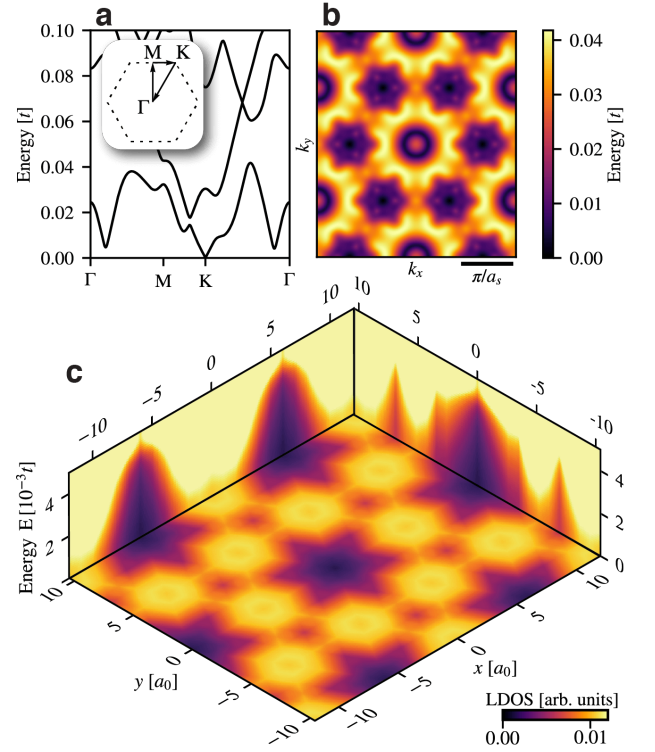 a
0.10
0.08
0.06
0.04
0.02
0.00
Energy [t]
M K
Γ
Γ M K Γ
b
k_y
k_x
π/a_s
0.04
0.03
0.02
0.01
0.00
Energy [t]
c
−10 −5 0 5 10
10 5 0 -5 -10
4
2
Energy E [10⁻³t]
4
2
0
10 5 0 −5 −10
y [a₀]
−10 −5 0 5 10
x [a₀]
LDOS [arb. units]
0.00 0.01